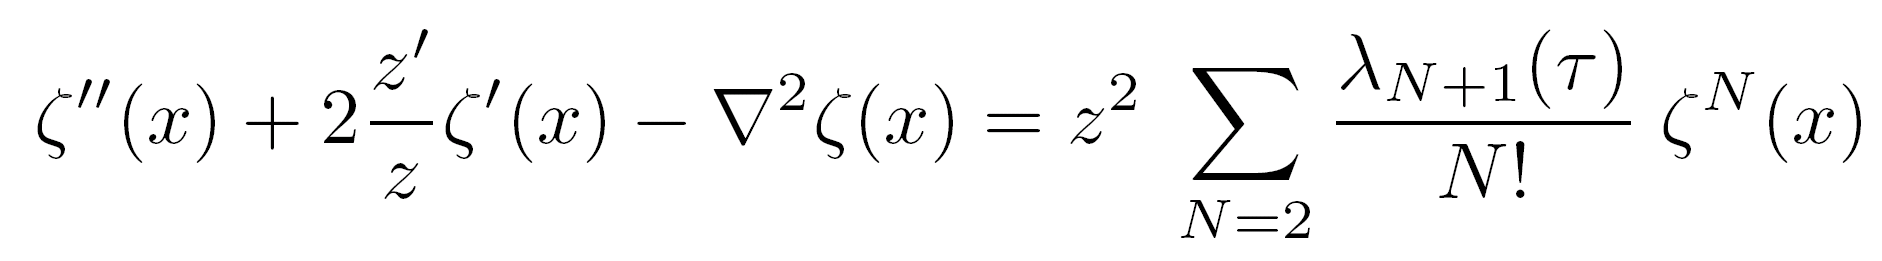 ζ''(x) + 2 z'/z ζ'(x) − ∇²ζ(x) = z² ∑_{N=2} λ_{N+1}(τ)/N! ζ^N(x)